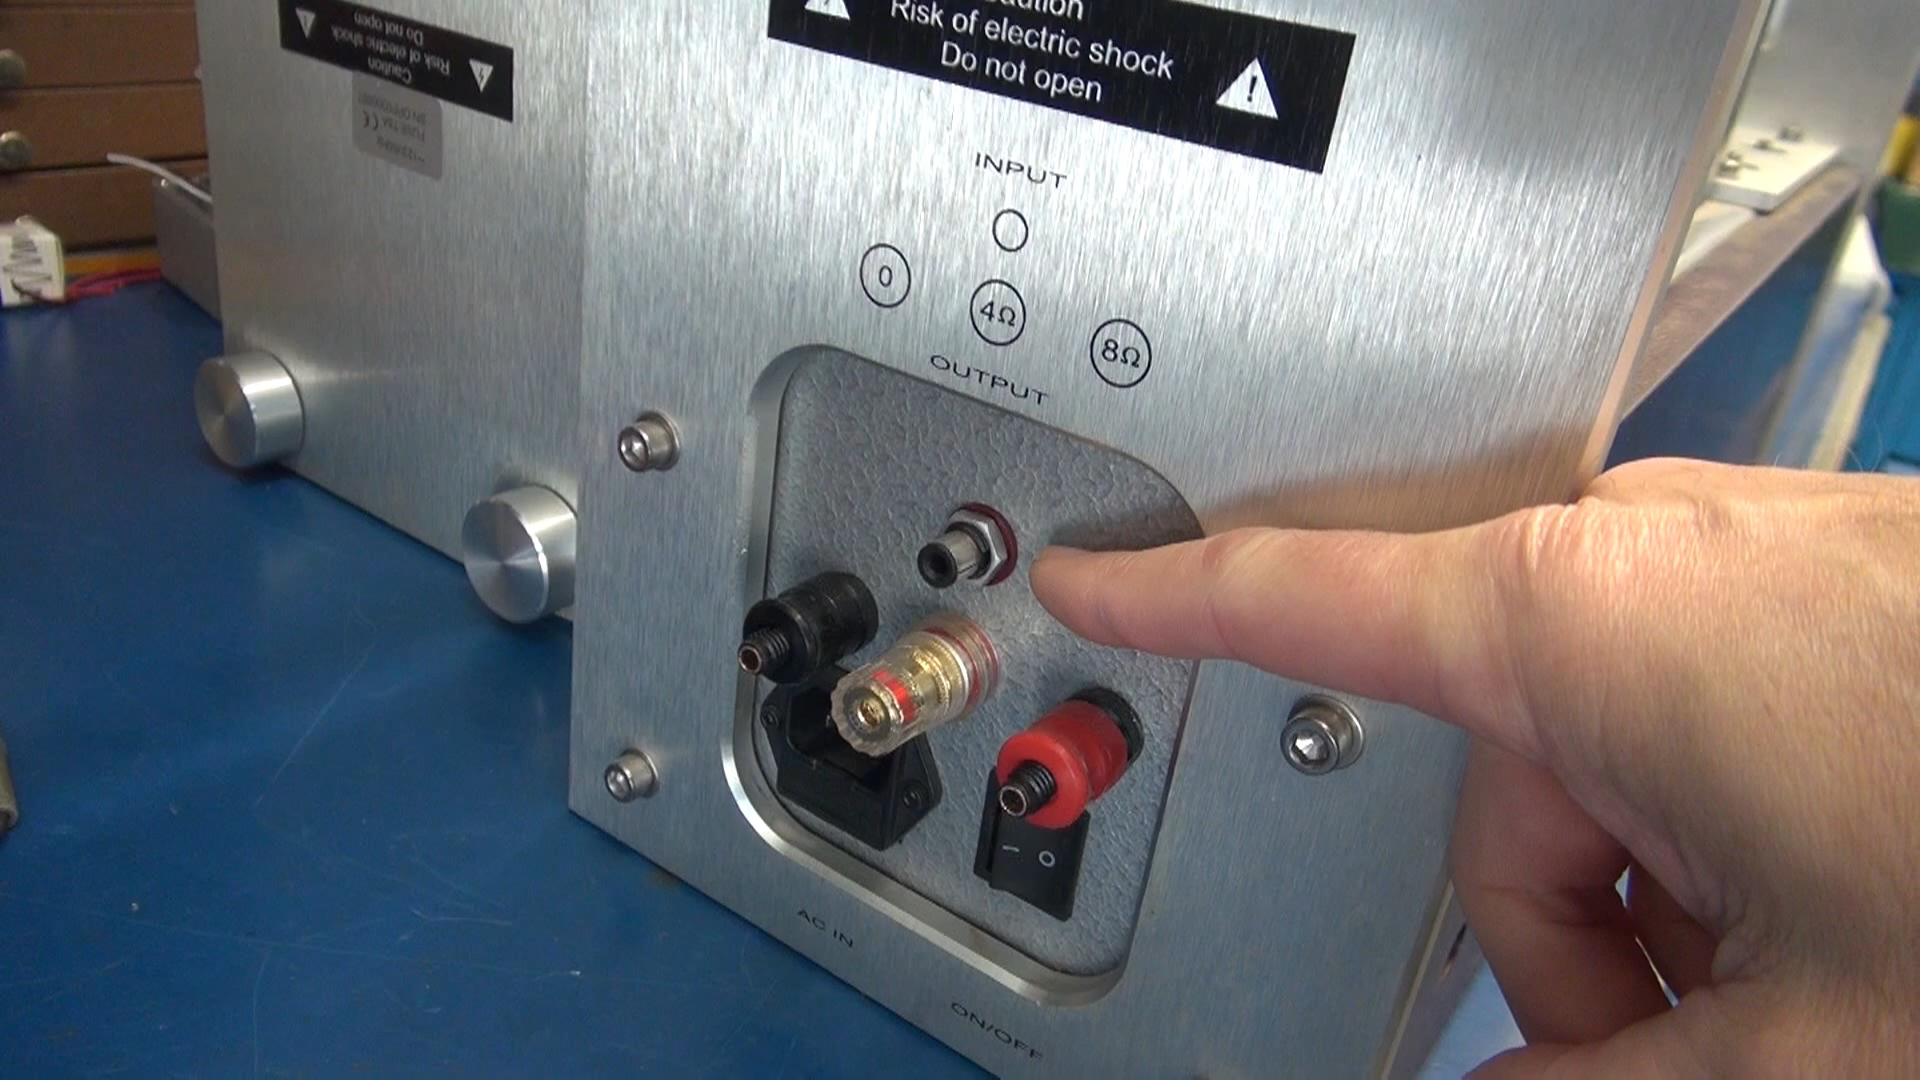 Caution
Risk of electric shock
Do not open
Caution
Risk of electric shock
Do not open
INPUT
0
4Ω
8Ω
OUTPUT
AC IN
ON/OFF